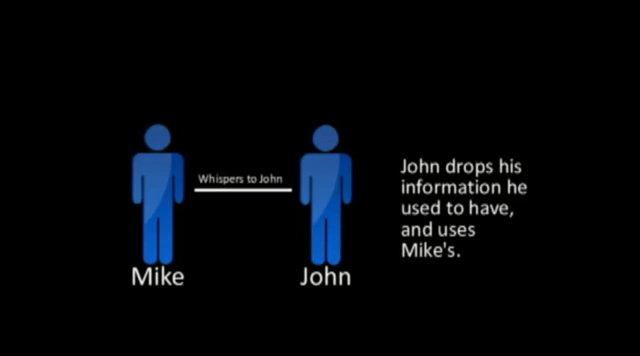 Whispers to John
Mike
John
John drops his
information he
used to have,
and uses
Mike's.